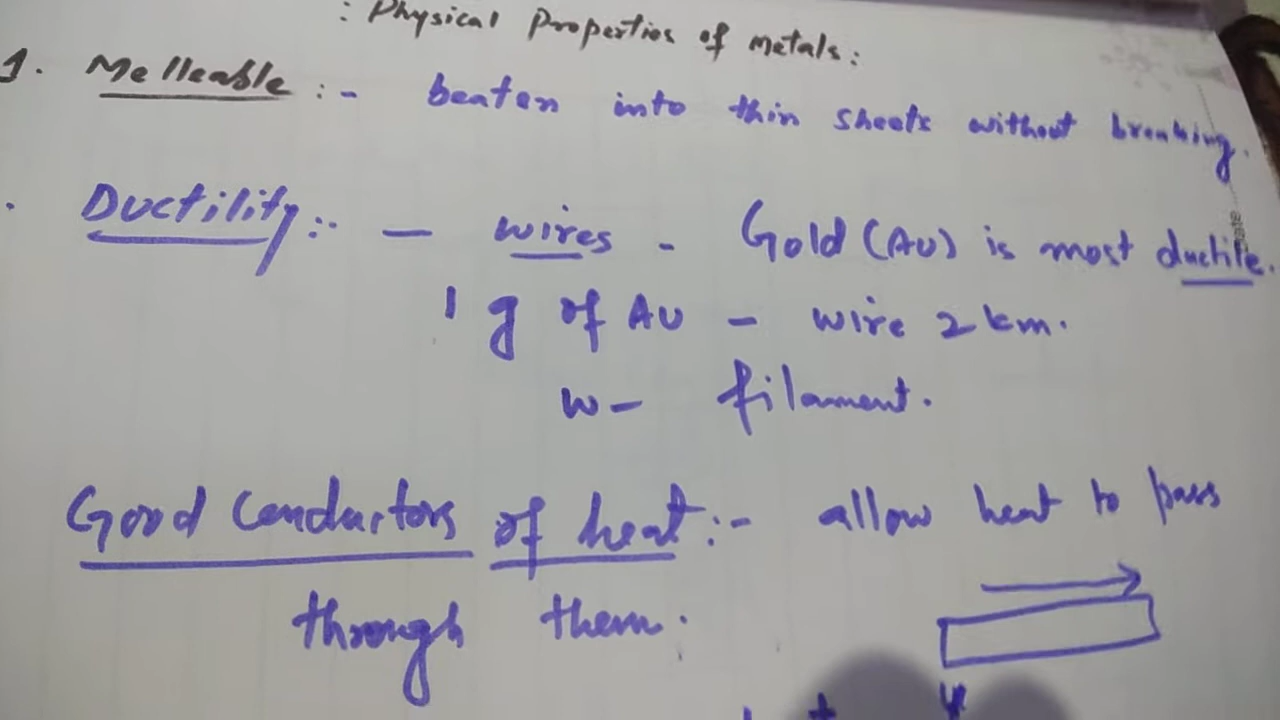 : Physical Properties of metals:
1. Melleable :- beaten into thin sheets without breaking.
. Ductility :- — wires - Gold (AU) is most ductile.
1 g of AU - wire 2 km.
W - filament.
Good Conductors of heat :- allow heat to pass
through them.